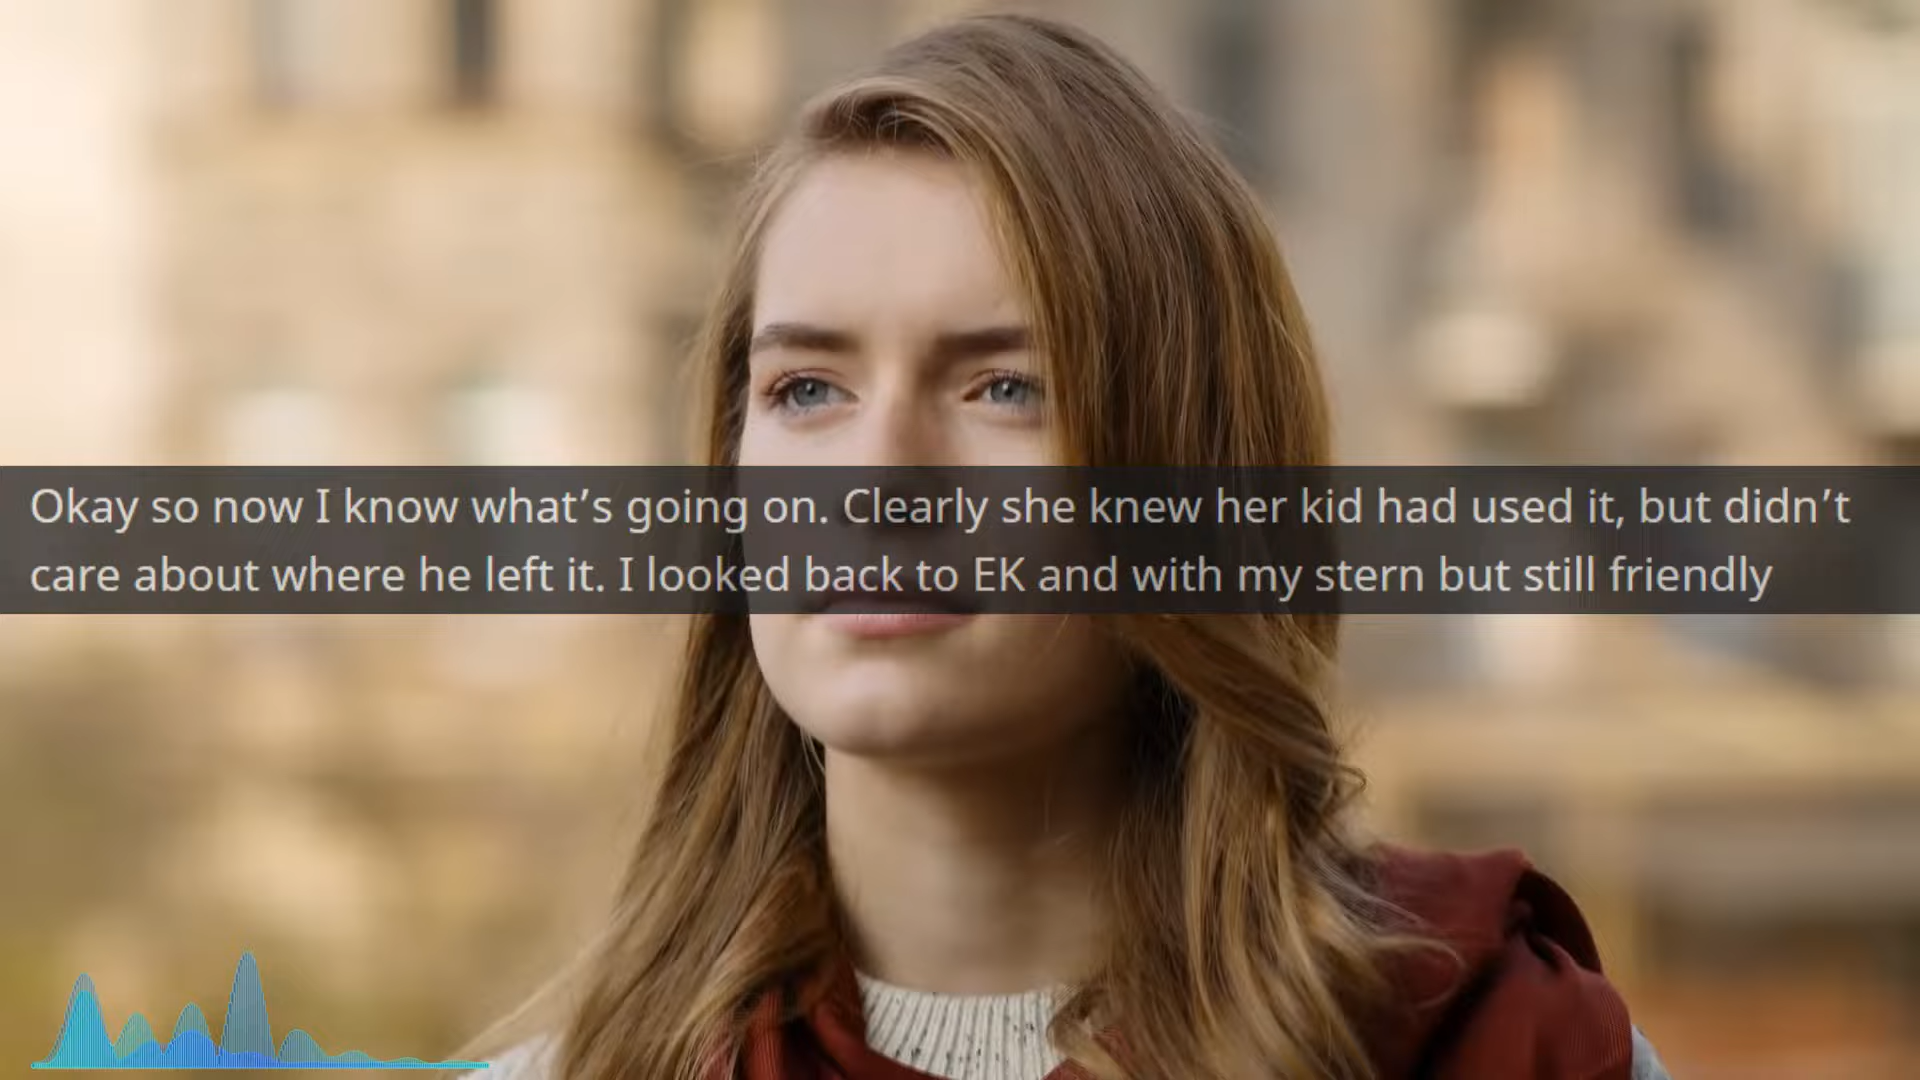 Okay so now I know what’s going on. Clearly she knew her kid had used it, but didn’t
care about where he left it. I looked back to EK and with my stern but still friendly